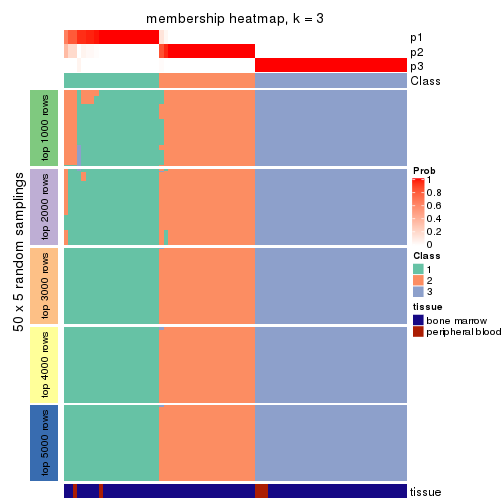 membership heatmap, k = 3
p1
p2
p3
Class
50 x 5 random samplings
top 1000 rows
top 2000 rows
top 3000 rows
top 4000 rows
top 5000 rows
Prob
1
0.8
0.6
0.4
0.2
0
Class
1
2
3
tissue
bone marrow
peripheral blood
tissue